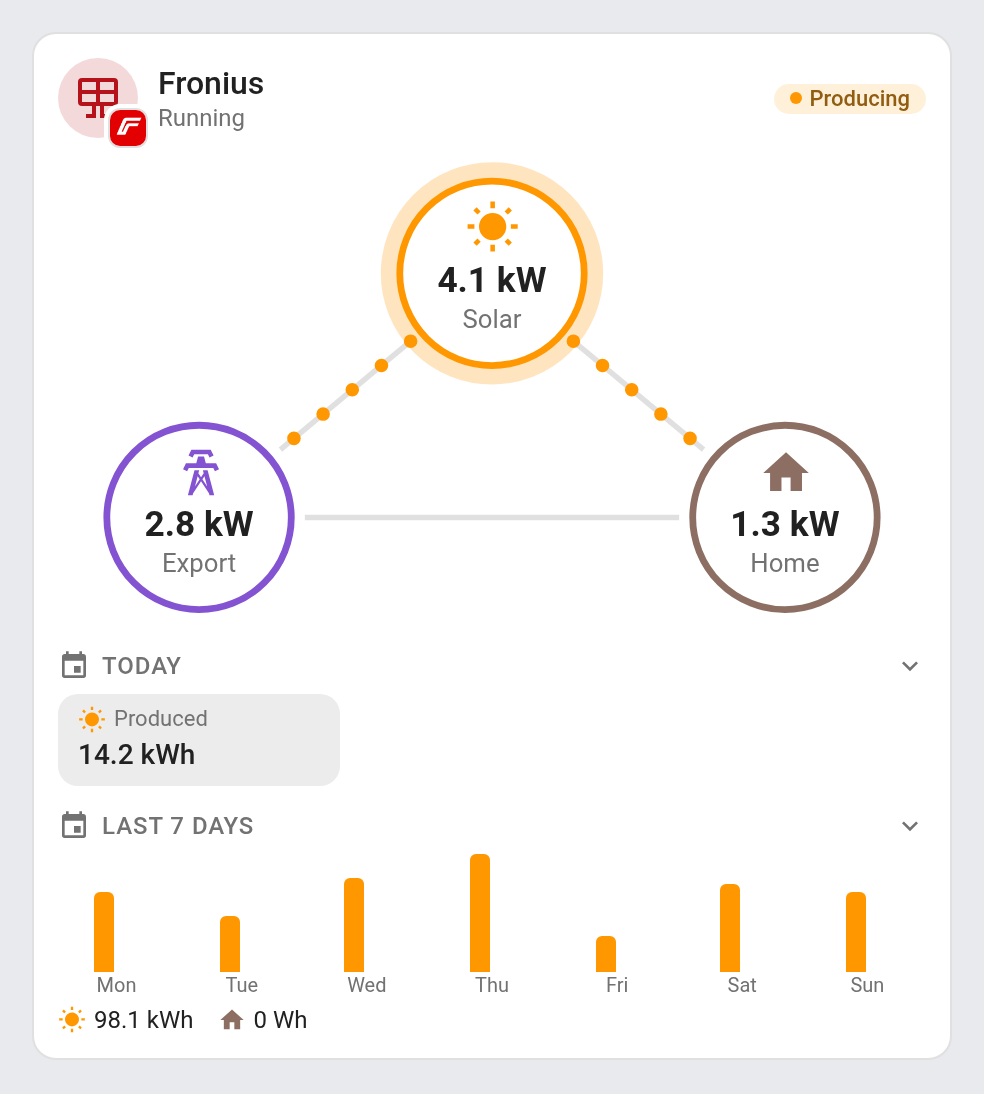 Fronius
Running
Producing
4.1 kW
Solar
2.8 kW
Export
1.3 kW
Home
TODAY
Produced
14.2 kWh
LAST 7 DAYS
Mon Tue Wed Thu Fri Sat Sun
98.1 kWh 0 Wh